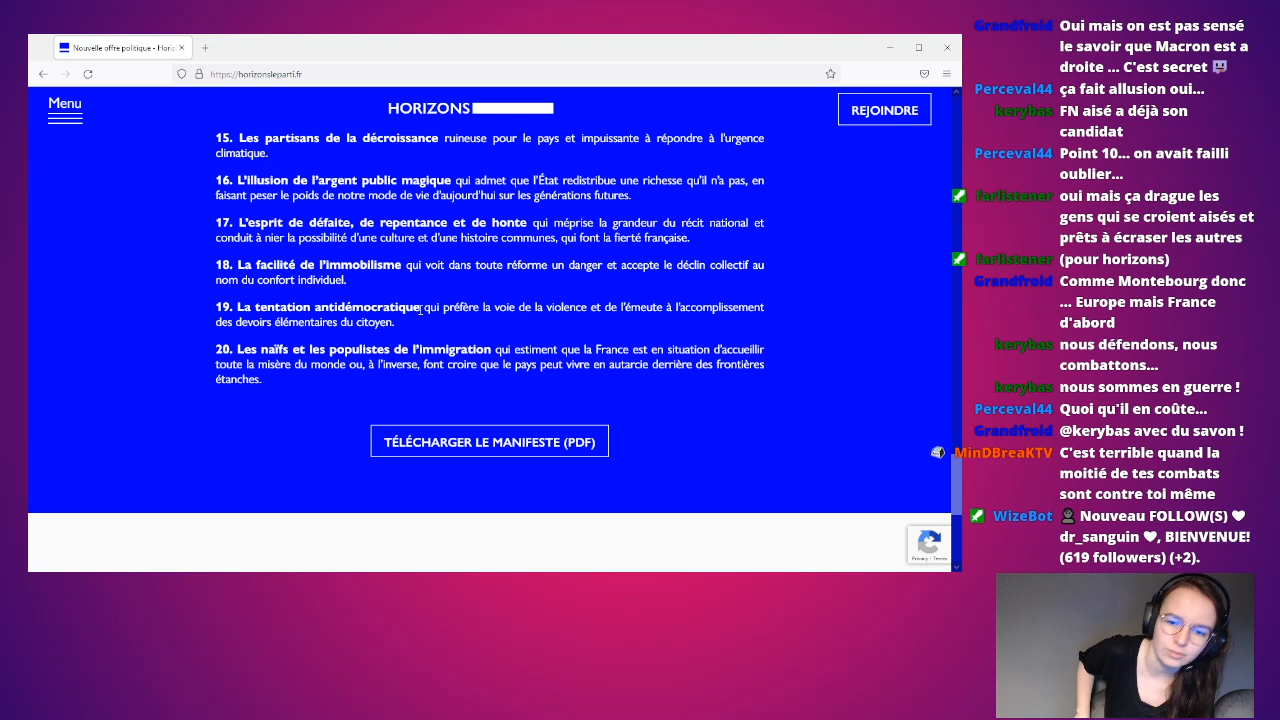 Nouvelle offre politique - Horiz
https://horizonsleparti.fr
Menu
HORIZONS
REJOINDRE
15. Les partisans de la décroissance ruineuse pour le pays et impuissante à répondre à l'urgence
climatique.
16. L'illusion de l'argent public magique qui admet que l'État redistribue une richesse qu'il n'a pas, en
faisant peser le poids de notre mode de vie d'aujourd'hui sur les générations futures.
17. L'esprit de défaite, de repentance et de honte qui méprise la grandeur du récit national et
conduit à nier la possibilité d'une culture et d'une histoire communes, qui font la fierté française.
18. La facilité de l'immobilisme qui voit dans toute réforme un danger et accepte le déclin collectif au
nom du confort individuel.
19. La tentation antidémocratique qui préfère la voie de la violence et de l'émeute à l'accomplissement
des devoirs élémentaires du citoyen.
20. Les naïfs et les populistes de l'immigration qui estiment que la France est en situation d'accueillir
toute la misère du monde ou, à l'inverse, font croire que le pays peut vivre en autarcie derrière des frontières
étanches.
TÉLÉCHARGER LE MANIFESTE (PDF)
Privacy - Terms
Grandfroid Oui mais on est pas sensé
le savoir que Macron est a
droite ... C'est secret
Perceval44 ça fait allusion oui...
kerybas FN aisé a déjà son
candidat
Perceval44 Point 10... on avait failli
oublier...
farlistener oui mais ça drague les
gens qui se croient aisés et
prêts à écraser les autres
farlistener (pour horizons)
Grandfroid Comme Montebourg donc
... Europe mais France
d'abord
kerybas nous défendons, nous
combattons...
kerybas nous sommes en guerre !
Perceval44 Quoi qu'il en coûte...
Grandfroid @kerybas avec du savon !
MinDBreaKTV C'est terrible quand la
moitié de tes combats
sont contre toi même
WizeBot Nouveau FOLLOW(S)
dr_sanguin , BIENVENUE!
(619 followers) (+2).